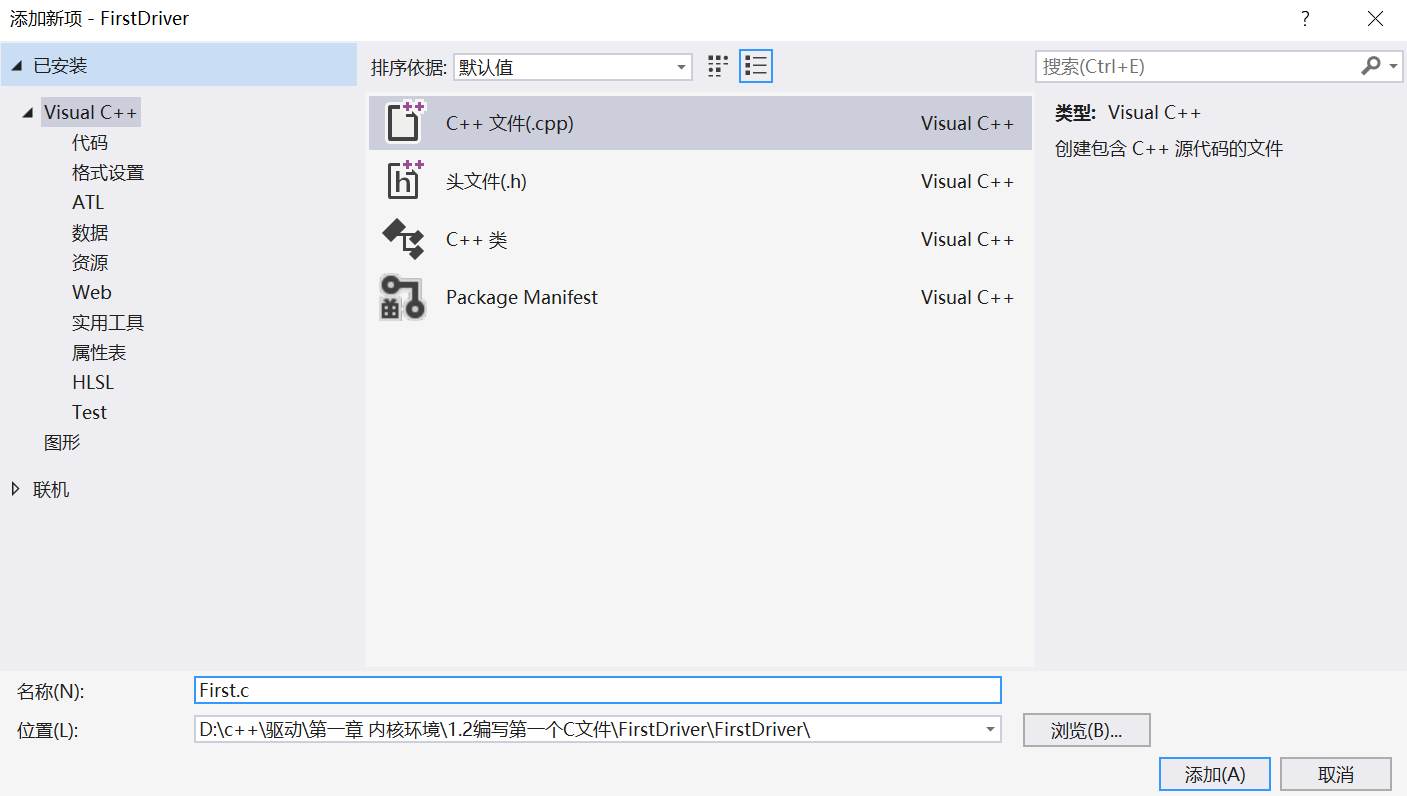 添加新项 - FirstDriver
?
已安装
排序依据: 默认值
搜索(Ctrl+E)
Visual C++
代码
格式设置
ATL
数据
资源
Web
实用工具
属性表
HLSL
Test
图形
联机
C++ 文件(.cpp) Visual C++
头文件(.h) Visual C++
C++ 类 Visual C++
Package Manifest Visual C++
类型: Visual C++
创建包含 C++ 源代码的文件
名称(N): First.c
位置(L): D:\c++\驱动\第一章 内核环境\1.2编写第一个C文件\FirstDriver\FirstDriver\
浏览(B)...
添加(A) 取消